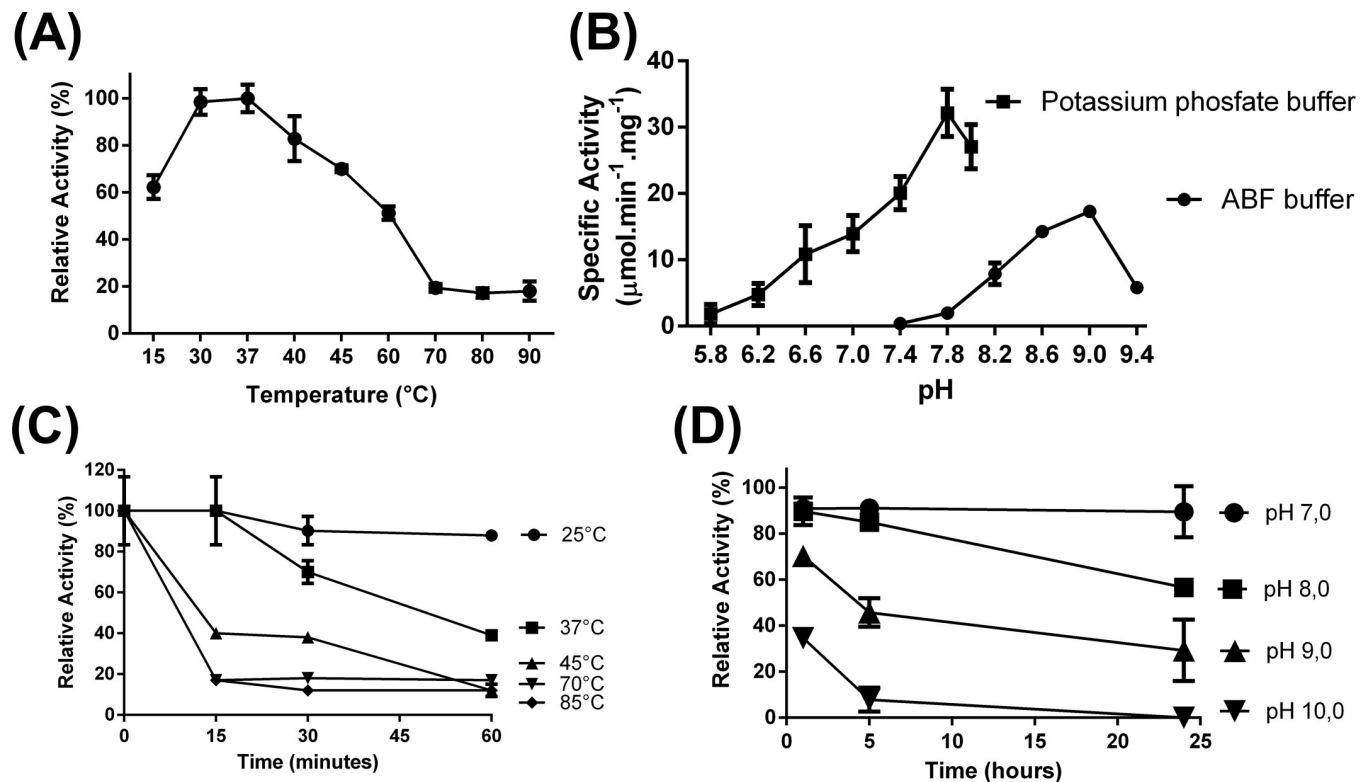 (A)
Relative Activity (%)
100
80
60
40
20
0
15 30 37 40 45 60 70 80 90
Temperature (°C)
(B)
Specific Activity
(μmol.min⁻¹.mg⁻¹)
40
30
20
10
0
5.8 6.2 6.6 7.0 7.4 7.8 8.2 8.6 9.0 9.4
pH
Potassium phosfate buffer
ABF buffer
(C)
Relative Activity (%)
120
100
80
60
40
20
0
0 15 30 45 60
Time (minutes)
25°C
37°C
45°C
70°C
85°C
(D)
Relative Activity (%)
100
80
60
40
20
0
0 5 10 15 20 25
Time (hours)
pH 7,0
pH 8,0
pH 9,0
pH 10,0